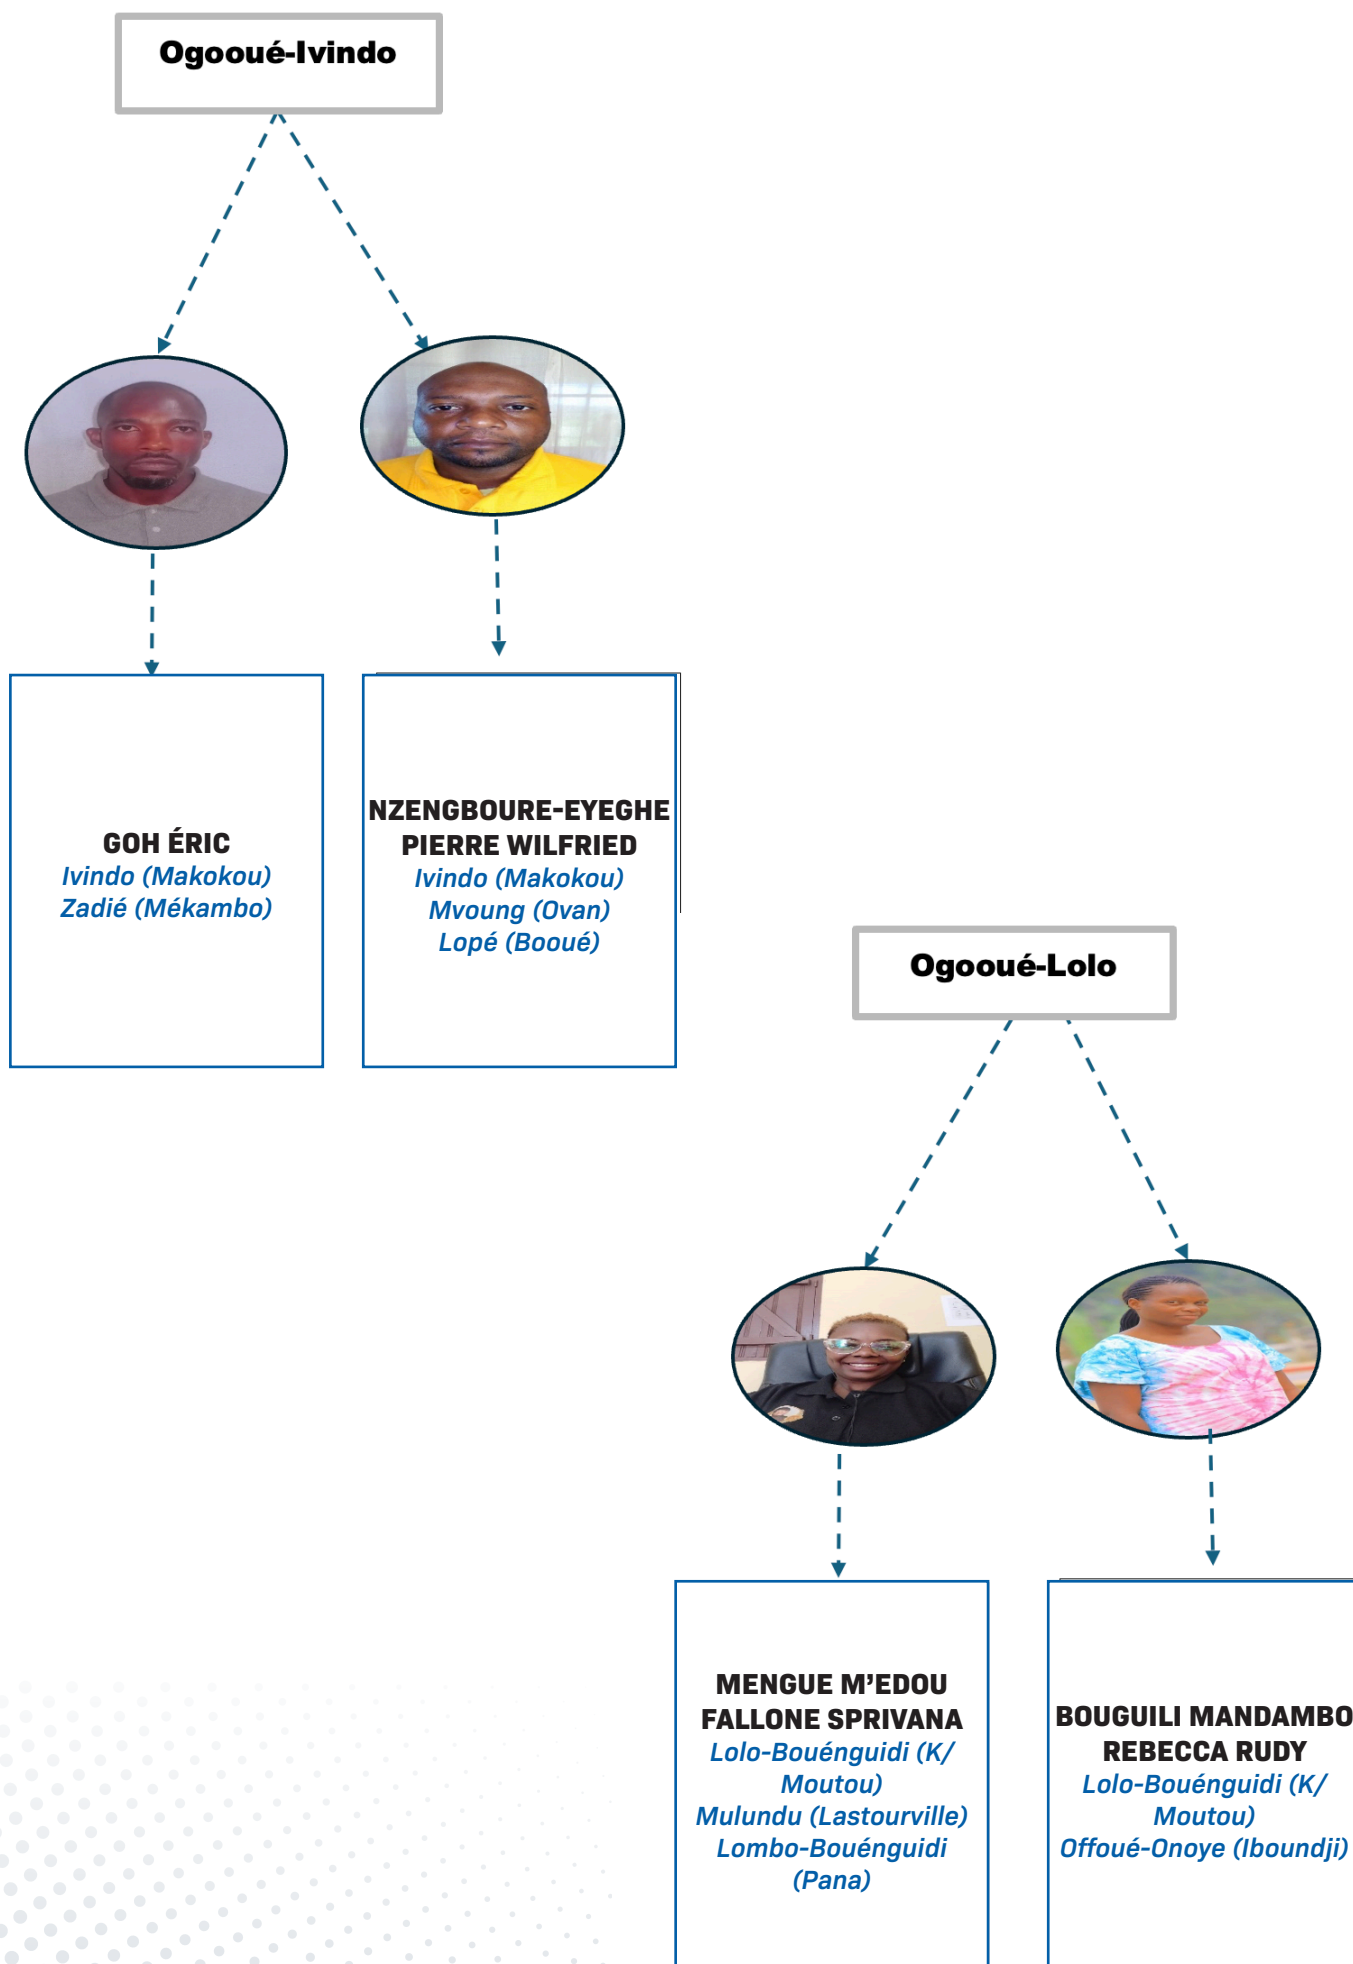 Ogooué-Ivindo
GOH ÉRIC
Ivindo (Makokou)
Zadié (Mékambo)
NZENGBOURE-EYEGHE
PIERRE WILFRIED
Ivindo (Makokou)
Mvoung (Ovan)
Lopé (Booué)
Ogooué-Lolo
MENGUE M’EDOU
FALLONE SPRIVANA
Lolo-Bouénguidi (K/
Moutou)
Mulundu (Lastourville)
Lombo-Bouénguidi
(Pana)
BOUGUILI MANDAMBO
REBECCA RUDY
Lolo-Bouénguidi (K/
Moutou)
Offoué-Onoye (Iboundji)